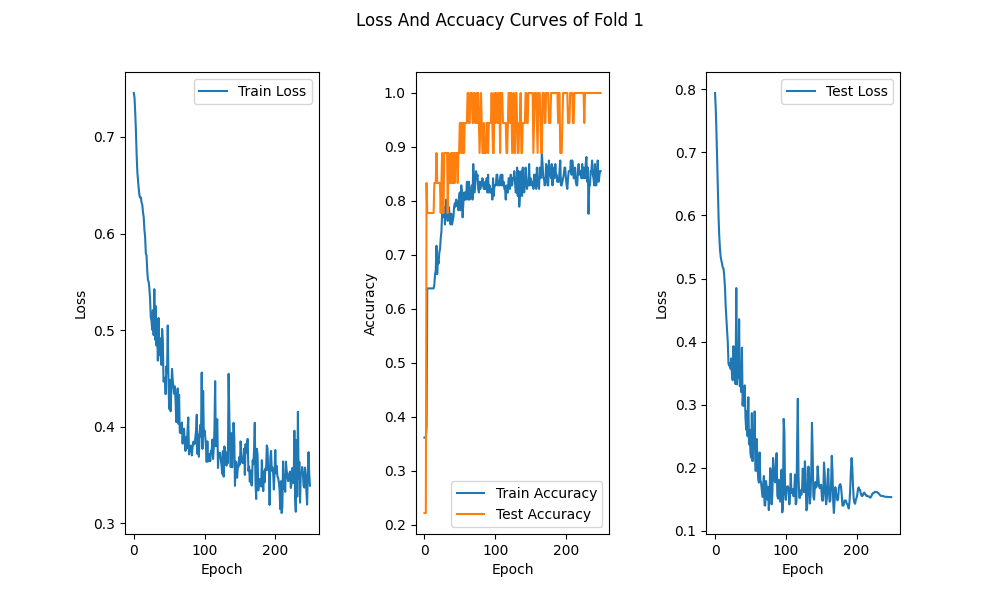 Loss And Accuacy Curves of Fold 1
Train Loss
0.7
0.6
0.5
0.4
0.3
Loss
0
100
200
Epoch
1.0
0.9
0.8
0.7
0.6
0.5
0.4
0.3
0.2
Accuracy
Train Accuracy
Test Accuracy
0
100
200
Epoch
Test Loss
0.8
0.7
0.6
0.5
0.4
0.3
0.2
0.1
Loss
0
100
200
Epoch